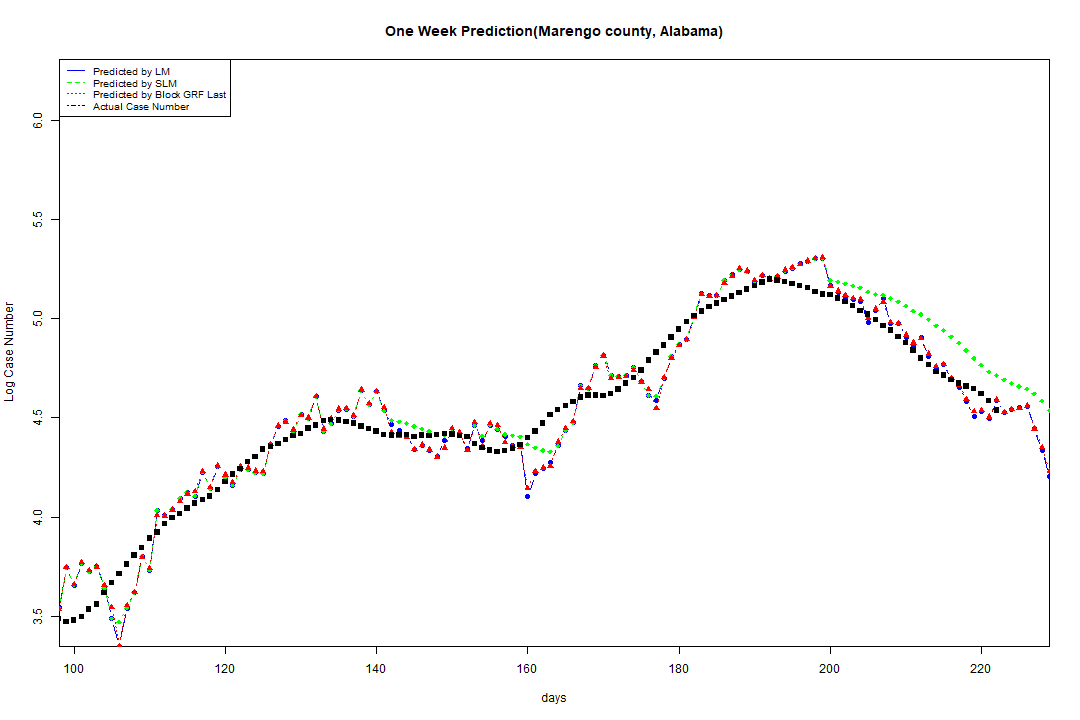 One Week Prediction(Marengo county, Alabama)
Predicted by LM
Predicted by SLM
Predicted by Block GRF Last
Actual Case Number
6.0
5.5
5.0
4.5
4.0
3.5
Log Case Number
100 120 140 160 180 200 220
days